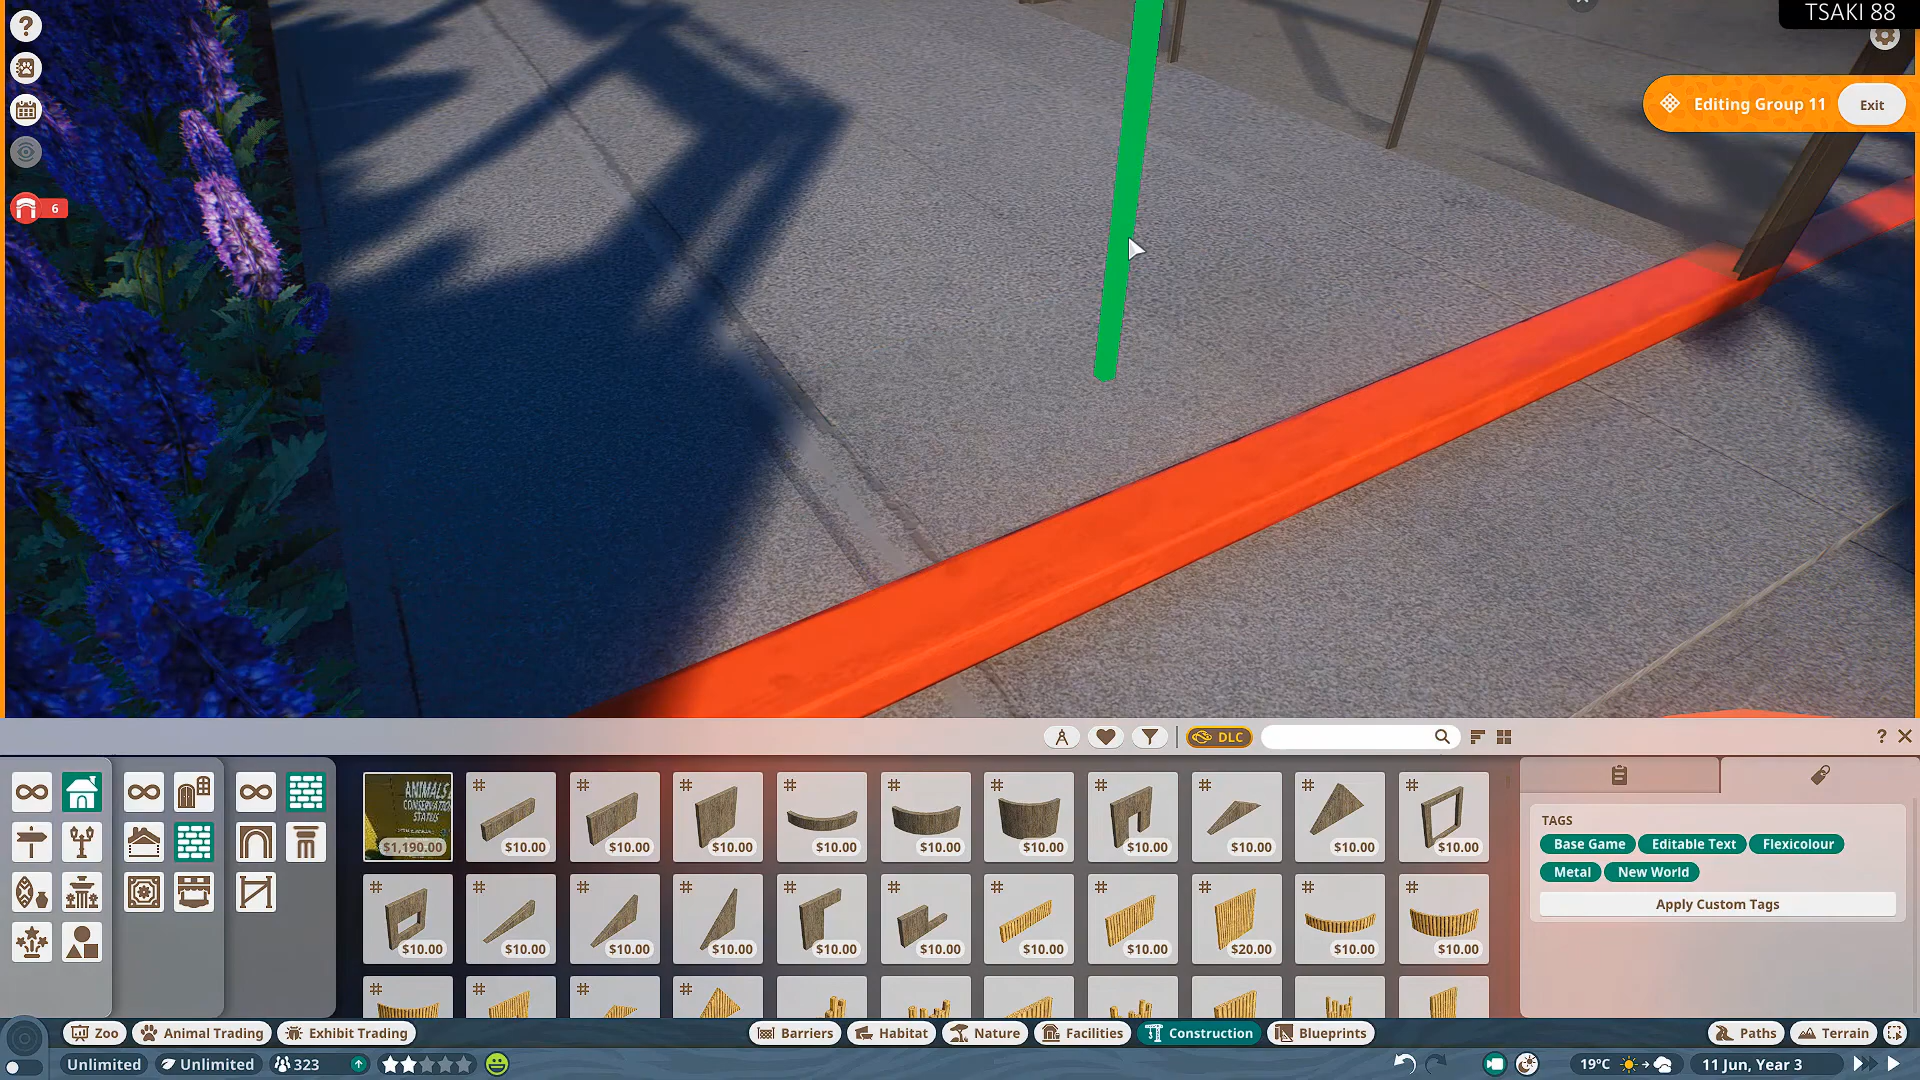 TSAKI 88
Editing Group 11 Exit
6
DLC
ANIMALS
CONSERVATION
STATUS
$1,190.00 $10.00 $10.00 $10.00 $10.00 $10.00 $10.00 $10.00 $10.00 $10.00 $10.00
$10.00 $10.00 $10.00 $10.00 $10.00 $10.00 $10.00 $10.00 $20.00 $10.00 $10.00
TAGS
Base Game Editable Text Flexicolour
Metal New World
Apply Custom Tags
Zoo Animal Trading Exhibit Trading Barriers Habitat Nature Facilities Construction Blueprints Paths Terrain
Unlimited Unlimited 323 19°C 11 Jun, Year 3